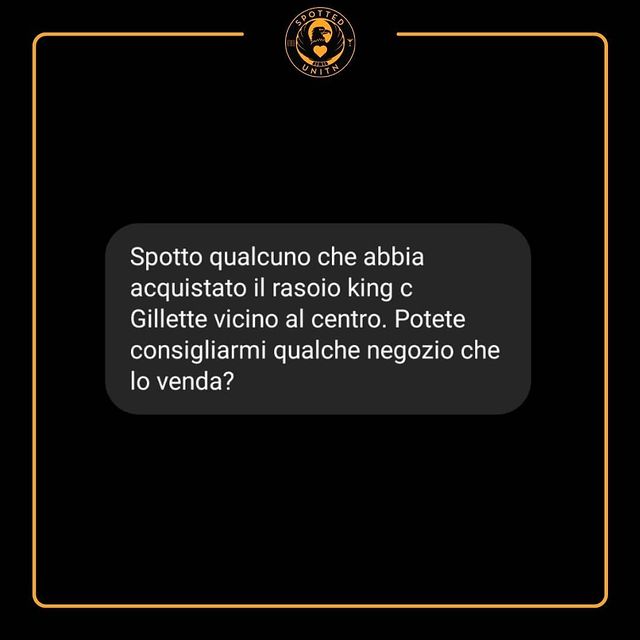 SPOTTED
UNITN
Spotto qualcuno che abbia
acquistato il rasoio king c
Gillette vicino al centro. Potete
consigliarmi qualche negozio che
lo venda?